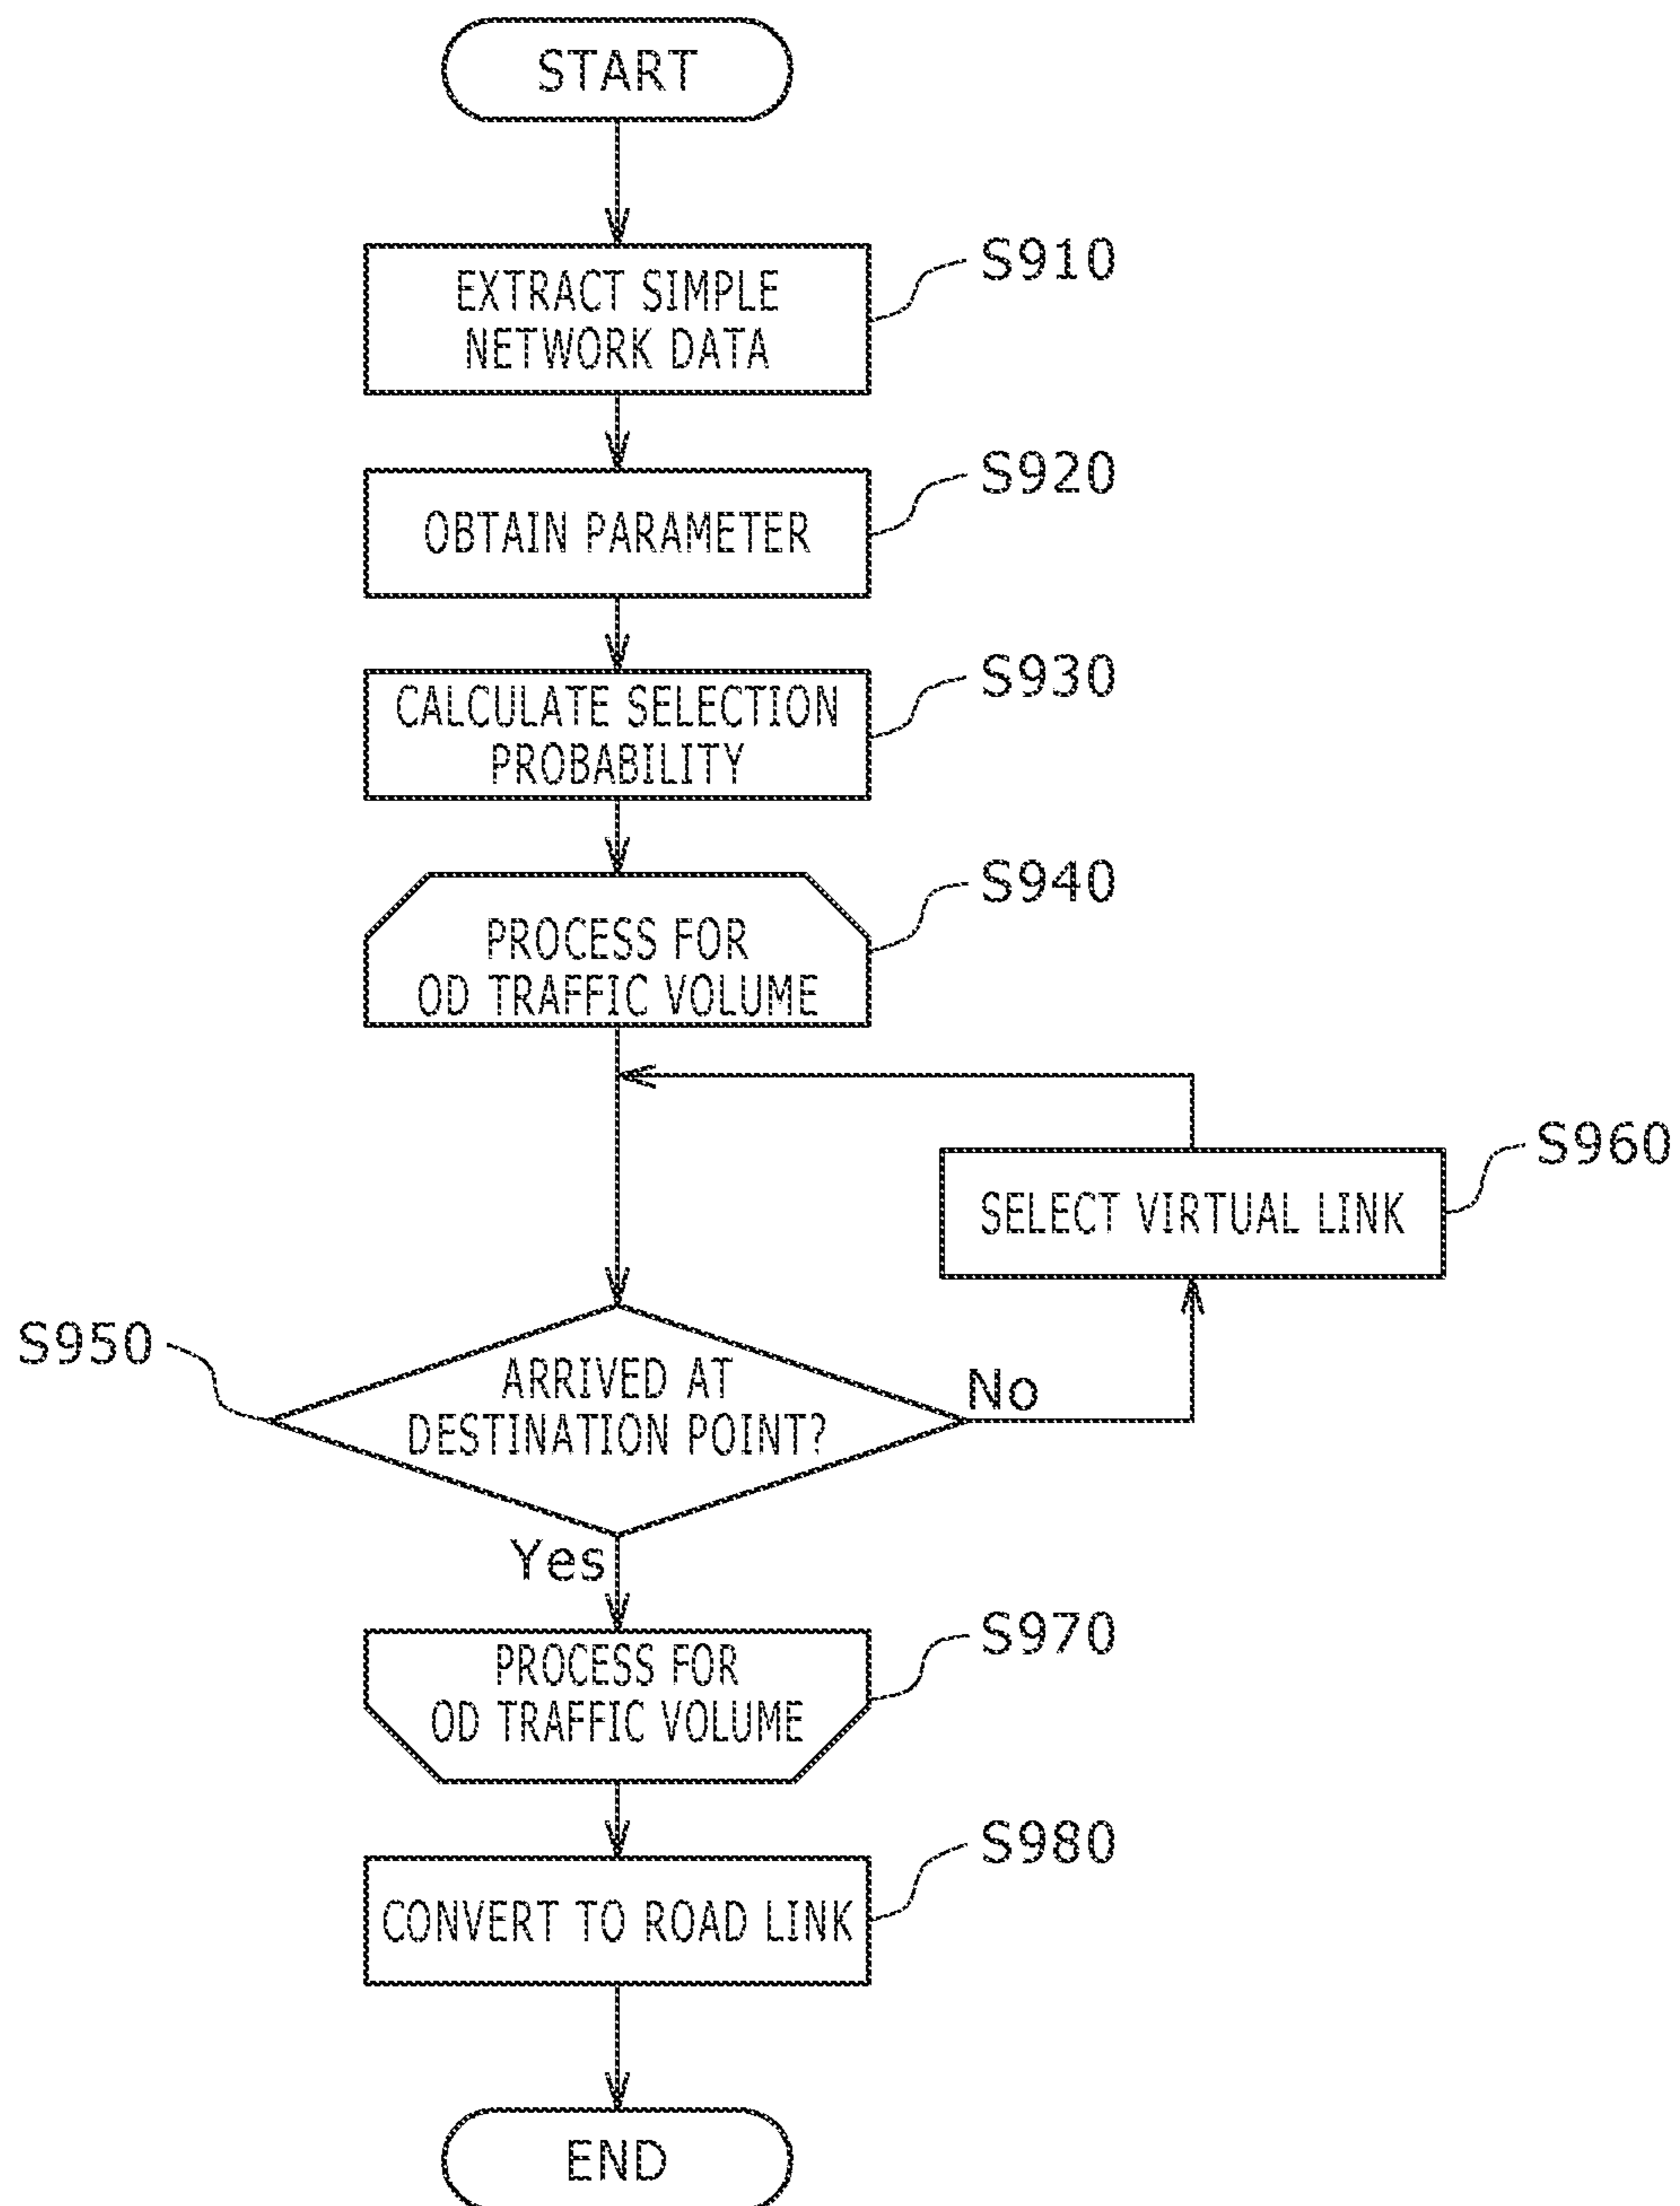 START
EXTRACT SIMPLE
NETWORK DATA
S910
OBTAIN PARAMETER
S920
CALCULATE SELECTION
PROBABILITY
S930
PROCESS FOR
OD TRAFFIC VOLUME
S940
SELECT VIRTUAL LINK
S960
S950
ARRIVED AT
DESTINATION POINT?
No
Yes
PROCESS FOR
OD TRAFFIC VOLUME
S970
CONVERT TO ROAD LINK
S980
END